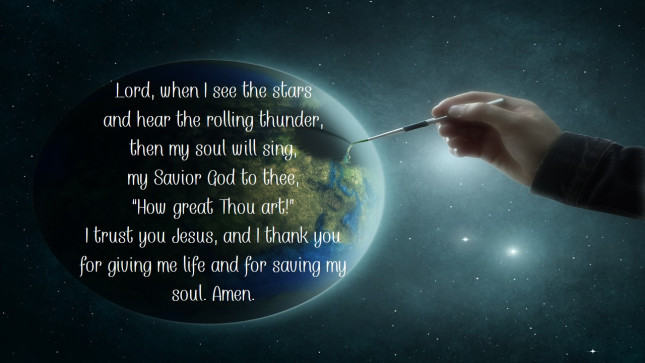 Lord, when I see the stars
and hear the rolling thunder,
then my soul will sing,
my Savior God to thee,
"How great Thou art!"
I trust you Jesus, and I thank you
for giving me life and for saving my
soul. Amen.